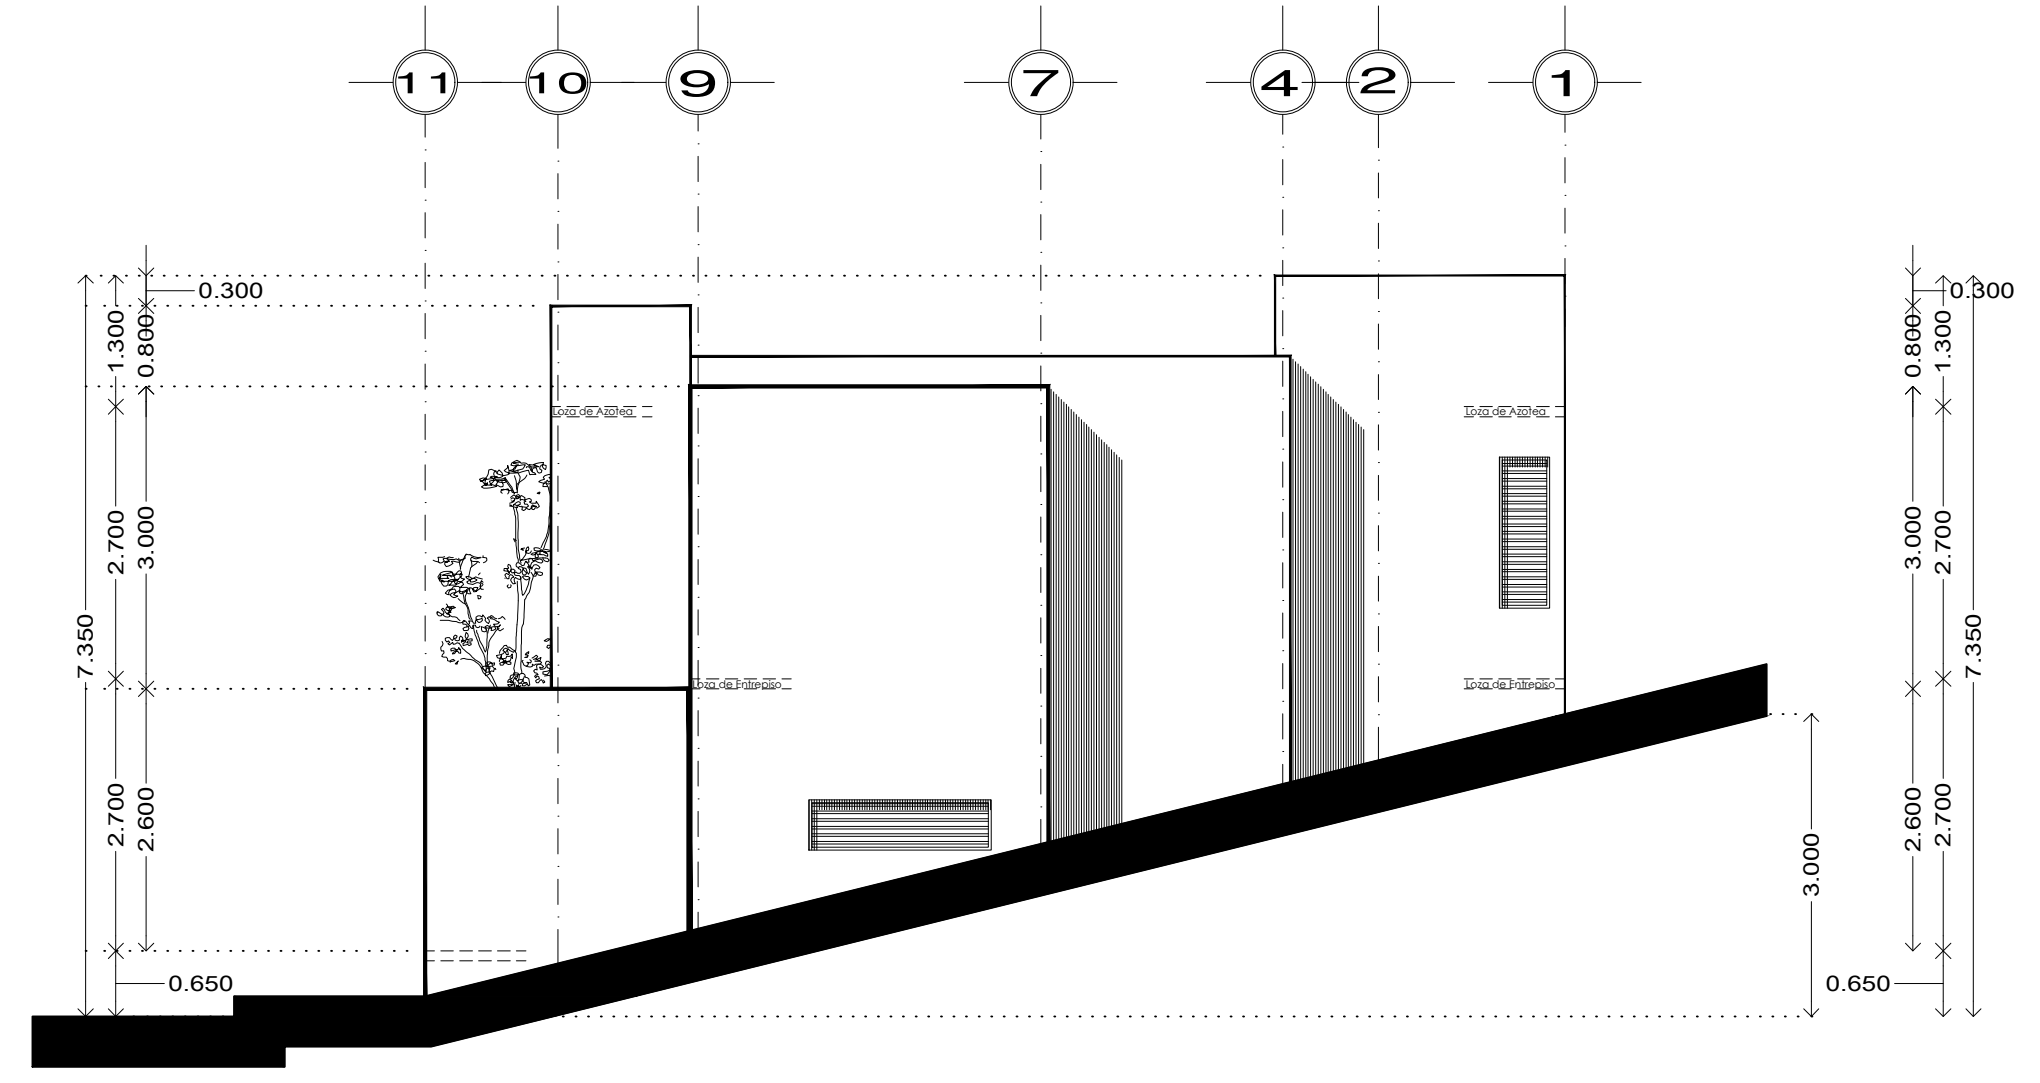 11 10 9 7 4 2 1
0.300 0.300
1.300 0.800 0.800 1.300
Loza de Azotea Loza de Azotea
2.700 3.000 3.000 2.700
7.350 7.350
Loza de Entrepiso Loza de Entrepiso
2.700 2.600 2.600 2.700
3.000
0.650 0.650